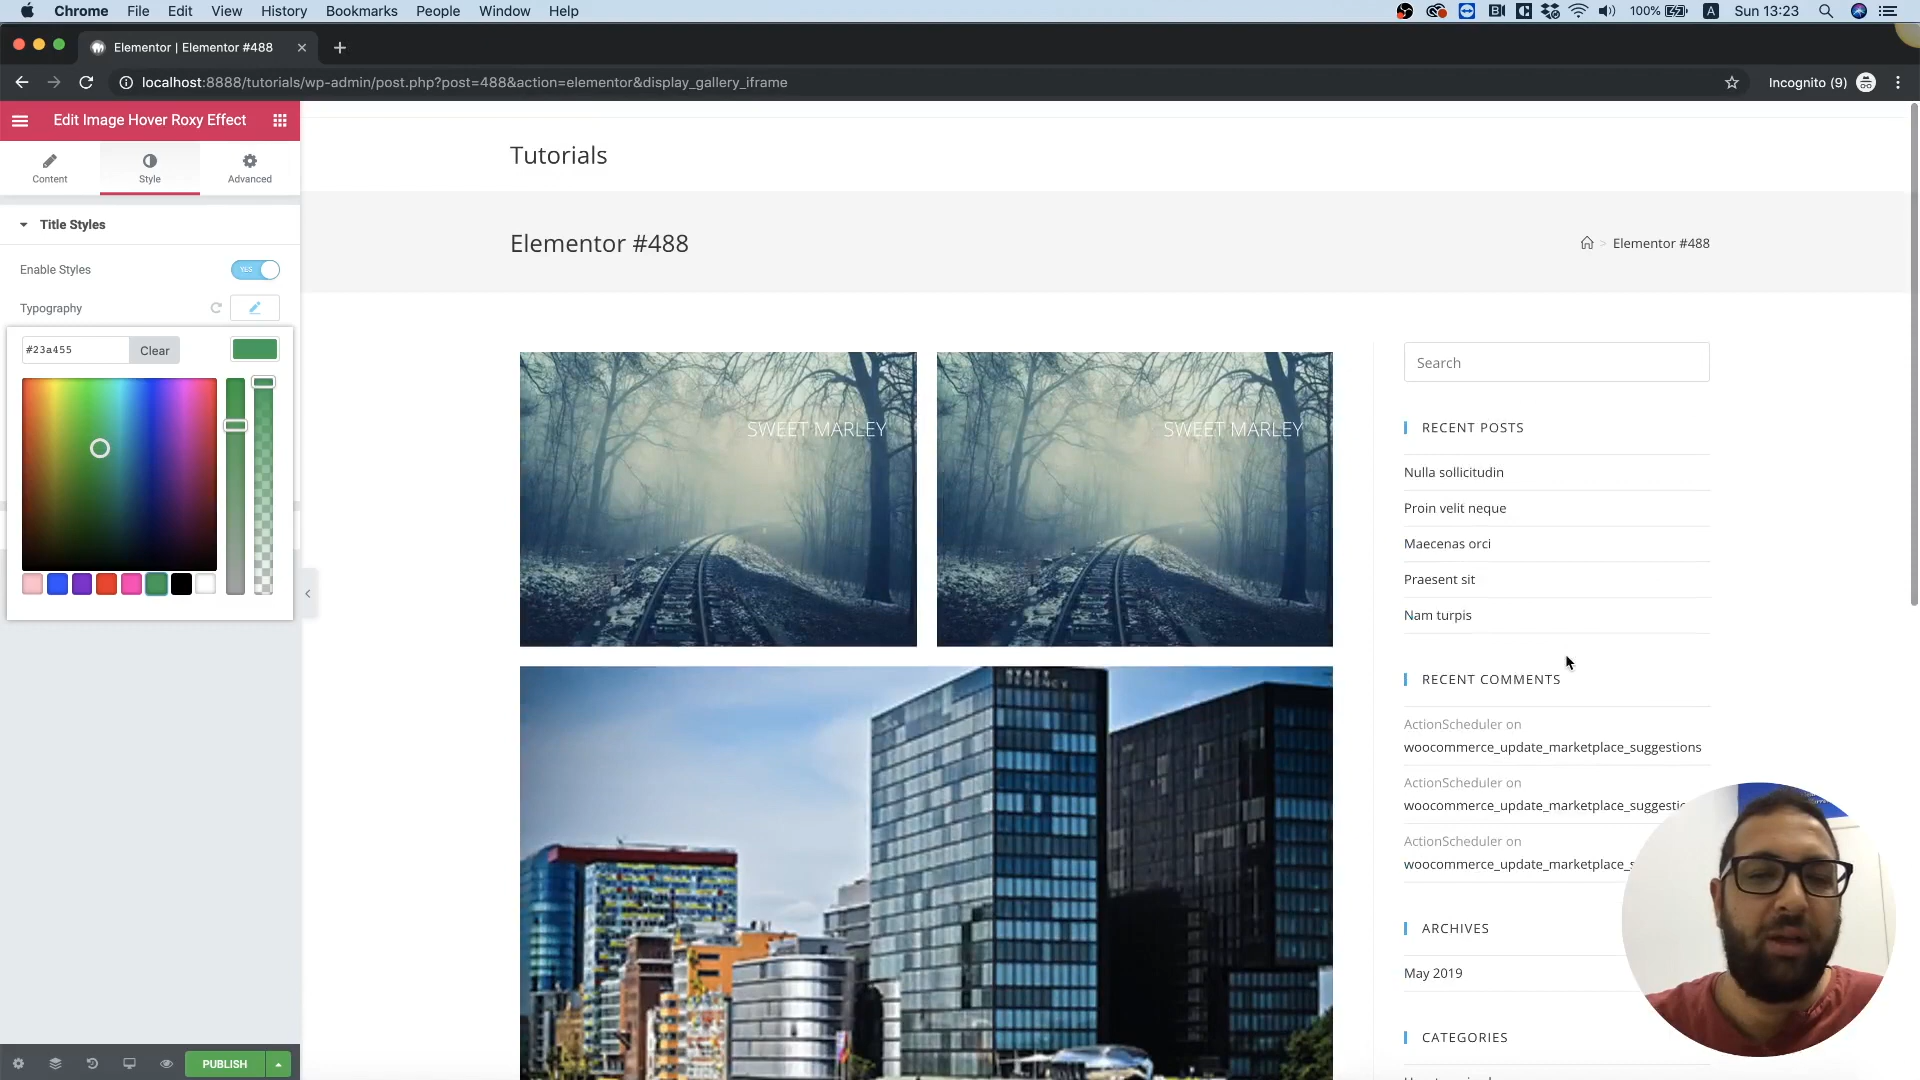 Chrome File Edit View History Bookmarks People Window Help
100% A Sun 13:23
Elementor | Elementor #488
localhost:8888/tutorials/wp-admin/post.php?post=488&action=elementor&display_gallery_iframe
Incognito (9)
Edit Image Hover Roxy Effect
Content Style Advanced
Title Styles
Enable Styles YES
Typography
#23a455 Clear
PUBLISH
Tutorials
Elementor #488
> Elementor #488
SWEET MARLEY
SWEET MARLEY
Search
RECENT POSTS
Nulla sollicitudin
Proin velit neque
Maecenas orci
Praesent sit
Nam turpis
RECENT COMMENTS
ActionScheduler on
woocommerce_update_marketplace_suggestions
ActionScheduler on
woocommerce_update_marketplace_suggestio
ActionScheduler on
woocommerce_update_marketplace_s
ARCHIVES
May 2019
CATEGORIES